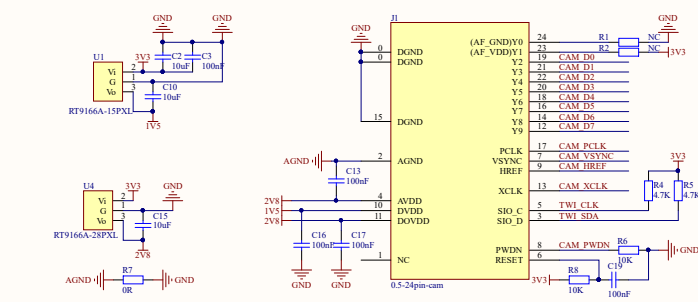 GND
GND
U1
3V3
Vi 2
G 1
Vo 3
C2
10uF
C3
100nF
C10
10uF
RT9166A-15PXL
1V5
U4
3V3
GND
Vi 2
G 1
Vo 3
C15
10uF
RT9166A-28PXL
2V8
AGND
R7
0R
GND
J1
GND
0 DGND
0 DGND
15 DGND
AGND
2 AGND
C13
100nF
2V8 4 AVDD
1V5 10 DVDD
2V8 11 DOVDD
C16
100nF
C17
100nF
GND
GND
1 NC
0.5-24pin-cam
GND
(AF_GND)Y0 24 R1 NC
(AF_VDD)Y1 23 R2 NC 3V3
Y2 19 CAM_D0
Y3 21 CAM_D1
Y4 22 CAM_D2
Y5 20 CAM_D3
Y6 18 CAM_D4
Y7 16 CAM_D5
Y8 14 CAM_D6
Y9 12 CAM_D7
PCLK 17 CAM_PCLK
VSYNC 7 CAM_VSYNC
HREF 9 CAM_HREF
XCLK 13 CAM_XCLK
3V3
R4
4.7K
R5
4.7K
SIO_C 5 TWI_CLK
SIO_D 3 TWI_SDA
PWDN 8 CAM_PWDN R6
10K
GND
RESET 6
3V3
R8
10K
C19
100nF